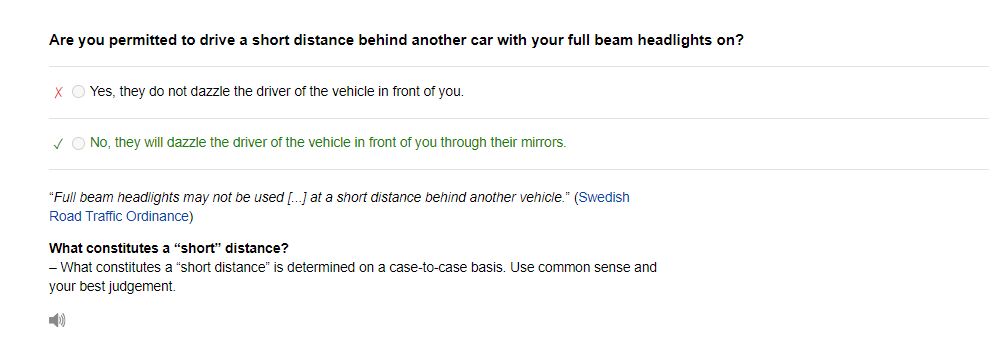 Are you permitted to drive a short distance behind another car with your full beam headlights on?
✗ Yes, they do not dazzle the driver of the vehicle in front of you.
✓ No, they will dazzle the driver of the vehicle in front of you through their mirrors.
“Full beam headlights may not be used [...] at a short distance behind another vehicle.” (Swedish
Road Traffic Ordinance)
What constitutes a “short” distance?
– What constitutes a “short distance” is determined on a case-to-case basis. Use common sense and
your best judgement.